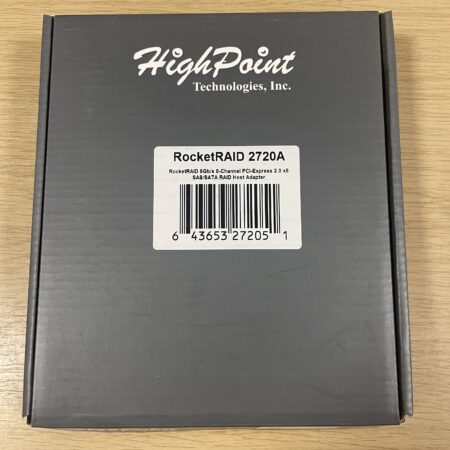 HighPoint
Technologies, Inc.
RocketRAID 2720A
RocketRAID 6Gb/s 8-Channel PCI-Express 2.0 x8
SAS/SATA RAID Host Adapter
6 43653 27205 1